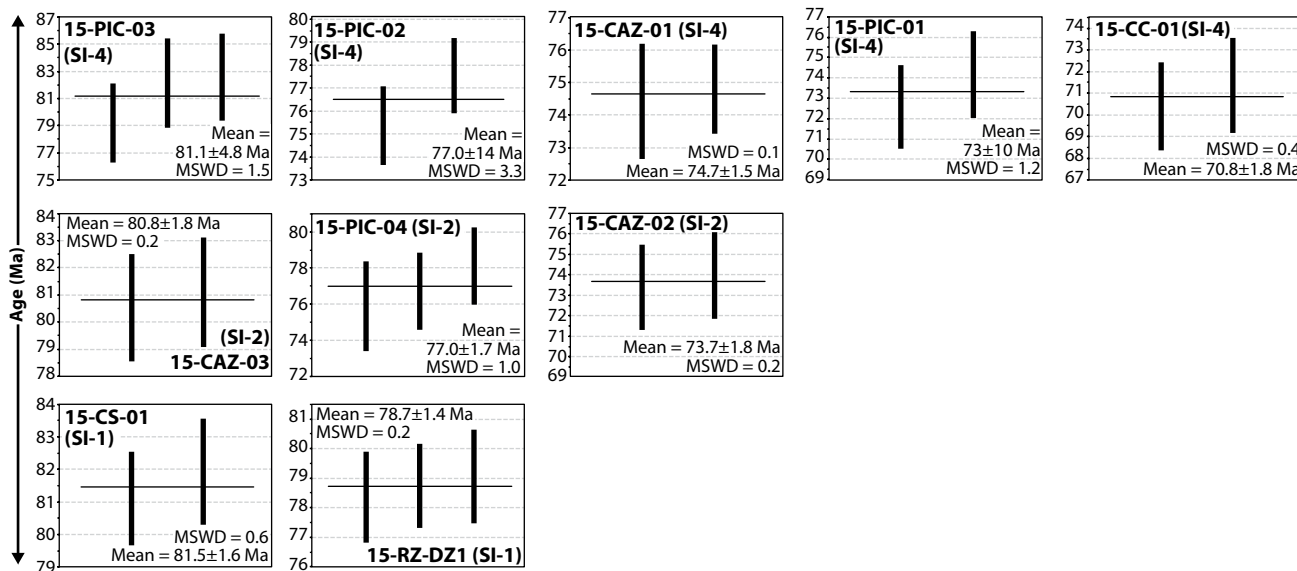 Age (Ma)
87
85
83
81
79
77
75
15-PIC-03
(SI-4)
Mean =
81.1±4.8 Ma
MSWD = 1.5
80
79
78
77
76
75
74
73
15-PIC-02
(SI-4)
Mean =
77.0±14 Ma
MSWD = 3.3
77
76
75
74
73
72
15-CAZ-01 (SI-4)
MSWD = 0.1
Mean = 74.7±1.5 Ma
77
76
75
74
73
72
71
70
69
15-PIC-01
(SI-4)
Mean =
73±10 Ma
MSWD = 1.2
74
73
72
71
70
69
68
67
15-CC-01(SI-4)
MSWD = 0.4
Mean = 70.8±1.8 Ma
84
83
82
81
80
79
78
Mean = 80.8±1.8 Ma
MSWD = 0.2
(SI-2)
15-CAZ-03
80
78
76
74
72
15-PIC-04 (SI-2)
Mean =
77.0±1.7 Ma
MSWD = 1.0
77
76
75
74
73
72
71
70
69
15-CAZ-02 (SI-2)
Mean = 73.7±1.8 Ma
MSWD = 0.2
84
83
82
81
80
79
15-CS-01
(SI-1)
MSWD = 0.6
Mean = 81.5±1.6 Ma
81
80
79
78
77
76
Mean = 78.7±1.4 Ma
MSWD = 0.2
15-RZ-DZ1 (SI-1)